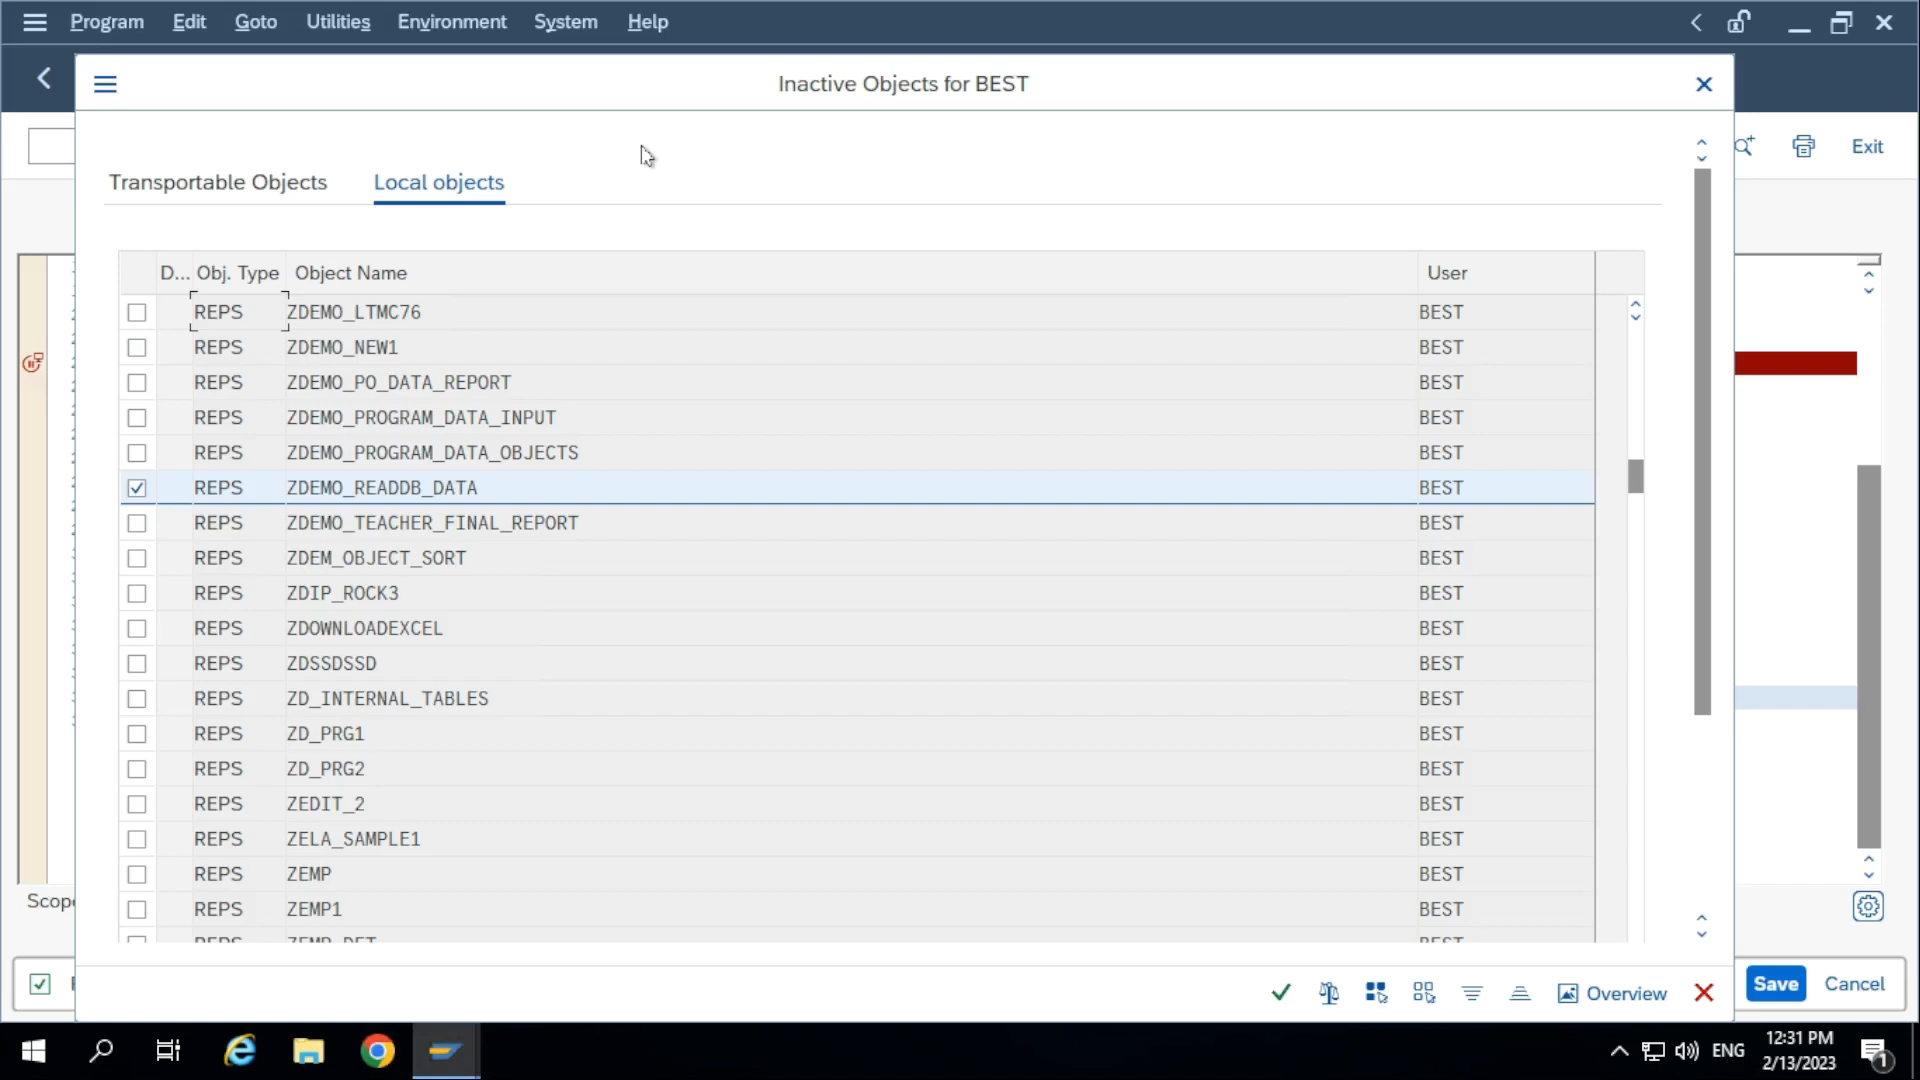 Program Edit Goto Utilities Environment System Help
Inactive Objects for BEST
Exit
Transportable Objects Local objects
D... Obj. Type Object Name User
REPS ZDEMO_LTMC76 BEST
REPS ZDEMO_NEW1 BEST
REPS ZDEMO_PO_DATA_REPORT BEST
REPS ZDEMO_PROGRAM_DATA_INPUT BEST
REPS ZDEMO_PROGRAM_DATA_OBJECTS BEST
REPS ZDEMO_READDB_DATA BEST
REPS ZDEMO_TEACHER_FINAL_REPORT BEST
REPS ZDEM_OBJECT_SORT BEST
REPS ZDIP_ROCK3 BEST
REPS ZDOWNLOADEXCEL BEST
REPS ZDSSDSSD BEST
REPS ZD_INTERNAL_TABLES BEST
REPS ZD_PRG1 BEST
REPS ZD_PRG2 BEST
REPS ZEDIT_2 BEST
REPS ZELA_SAMPLE1 BEST
REPS ZEMP BEST
REPS ZEMP1 BEST
Scope
Overview
Save Cancel
ENG
12:31 PM
2/13/2023
1